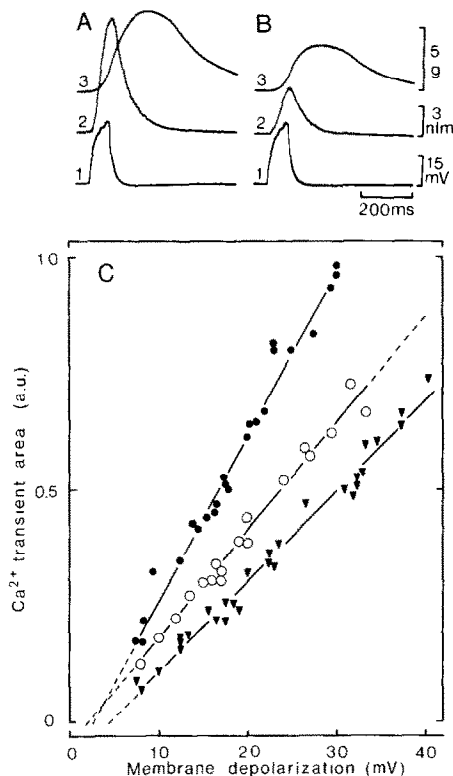 A
B
3
2
1
3
2
1
5
g
3
nlm
15
mV
200ms
C
1 0
0.5
0
Ca2+ transient area (a.u.)
0 10 20 30 40
Membrane depolarization (mV)